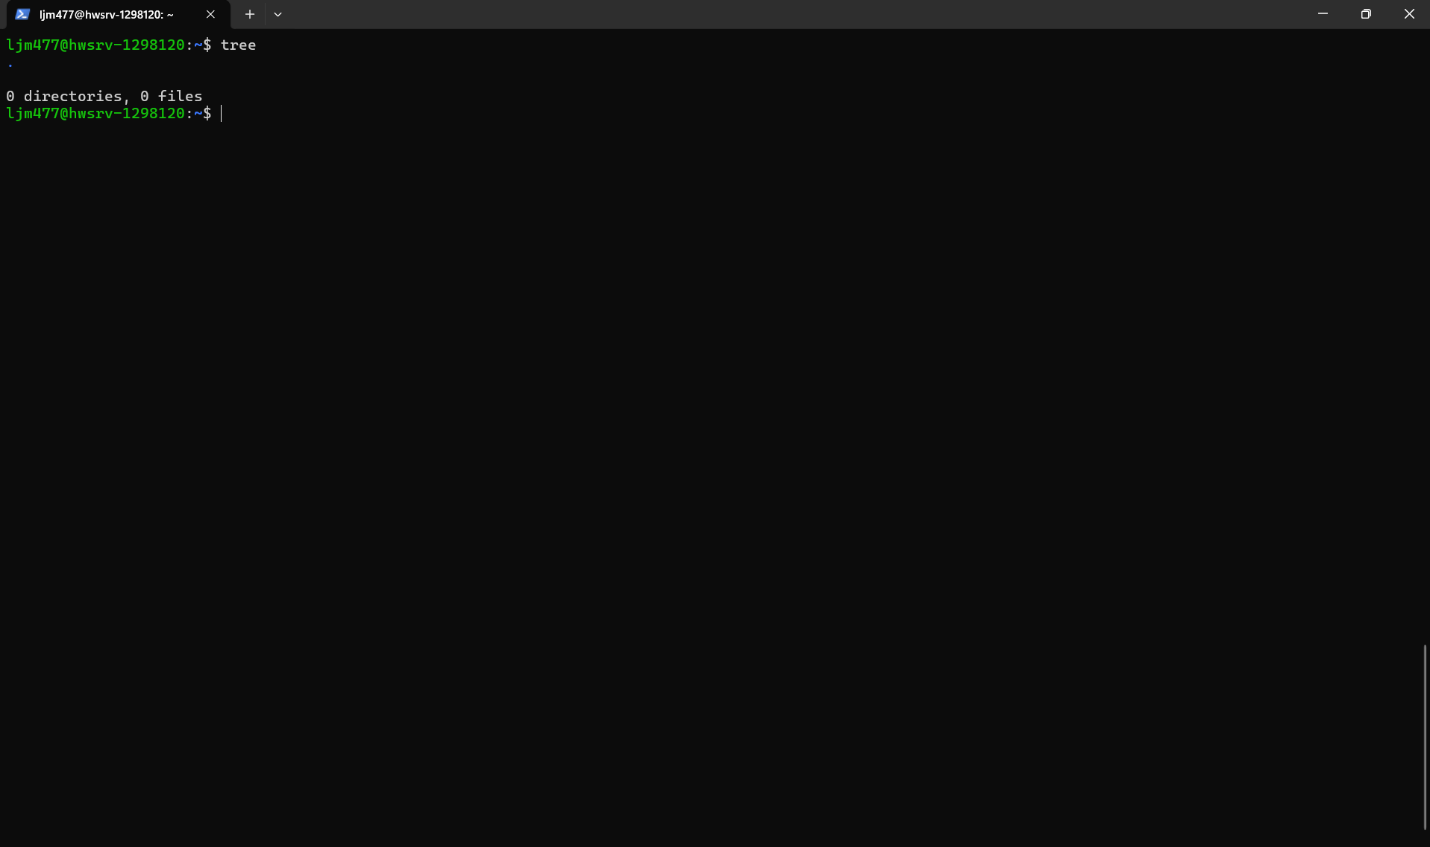 ljm477@hwsrv-1298120: ~
ljm477@hwsrv-1298120:~$ tree
.
0 directories, 0 files
ljm477@hwsrv-1298120:~$